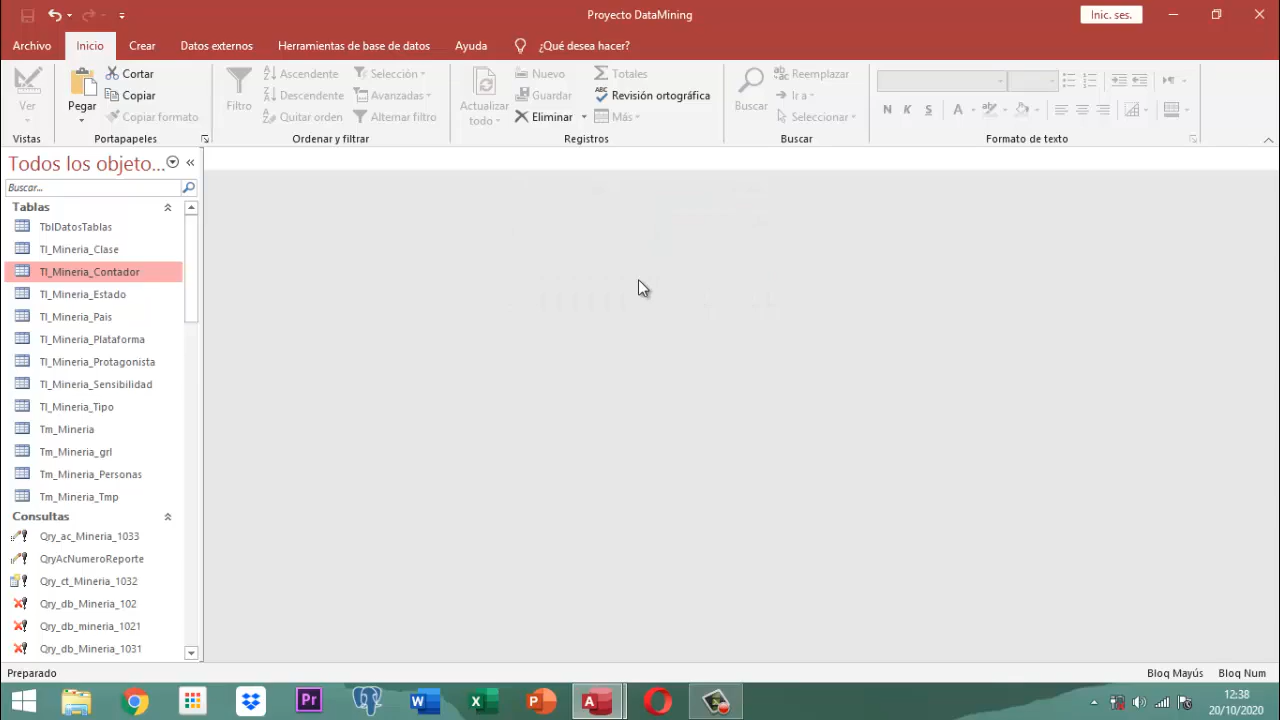 Proyecto DataMining
Inic. ses.
Archivo Inicio Crear Datos externos Herramientas de base de datos Ayuda ¿Qué desea hacer?
Ver
Vistas
Pegar
Cortar
Copiar
Copiar formato
Portapapeles
Filtro
Ascendente
Descendente
Quitar orden
Selección
Avanzadas
Alternar filtro
Ordenar y filtrar
Actualizar
todo
Nuevo
Guardar
Eliminar
Totales
Revisión ortográfica
Más
Registros
Buscar
Reemplazar
Ir a
Seleccionar
Buscar
N K S A
Formato de texto
Todos los objeto...
Buscar...
Tablas
TblDatosTablas
Tl_Mineria_Clase
Tl_Mineria_Contador
Tl_Mineria_Estado
Tl_Mineria_Pais
Tl_Mineria_Plataforma
Tl_Mineria_Protagonista
Tl_Mineria_Sensibilidad
Tl_Mineria_Tipo
Tm_Mineria
Tm_Mineria_grl
Tm_Mineria_Personas
Tm_Mineria_Tmp
Consultas
Qry_ac_Mineria_1033
QryAcNumeroReporte
Qry_ct_Mineria_1032
Qry_db_Mineria_102
Qry_db_mineria_1021
Qry_db_Mineria_1031
Preparado
Bloq Mayús Bloq Num
12:38
20/10/2020